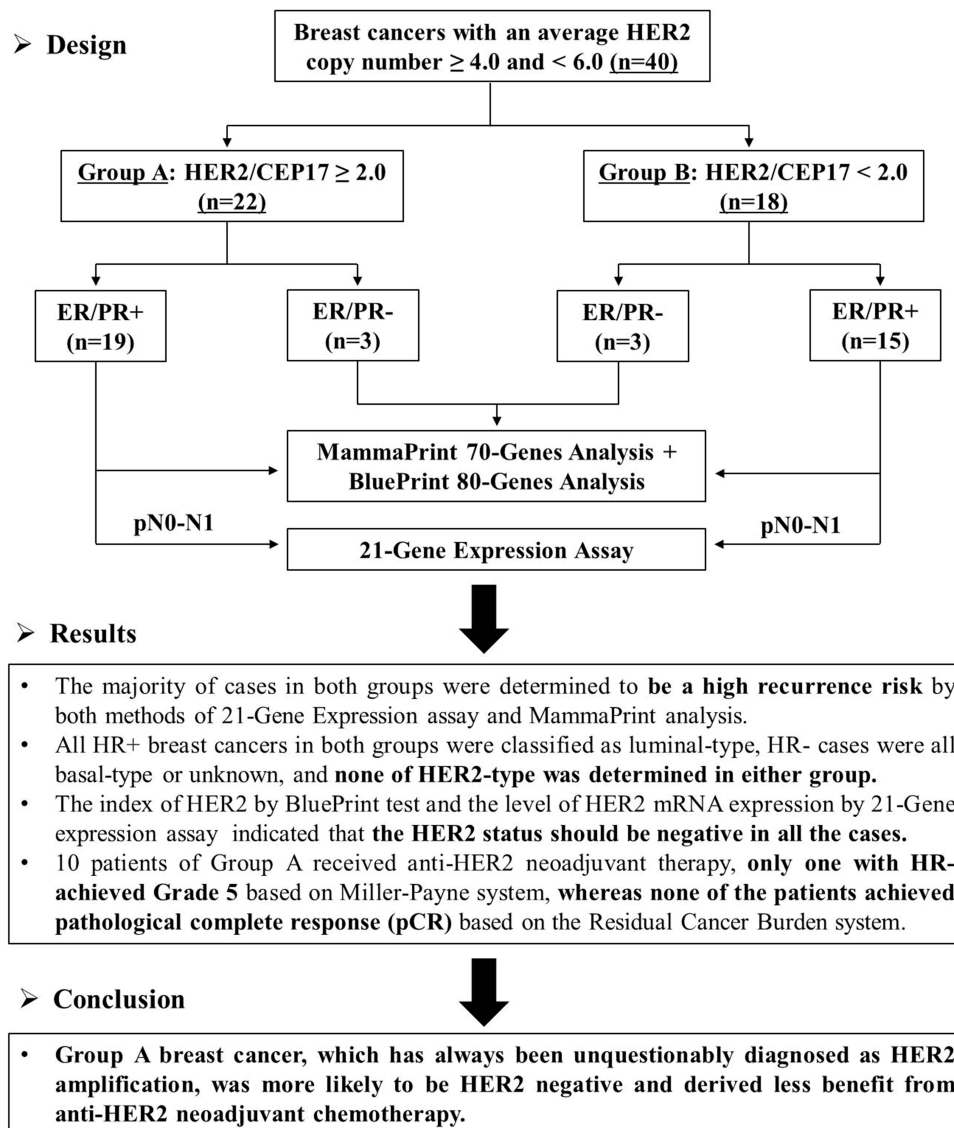 ➢ Design
Breast cancers with an average HER2
copy number ≥ 4.0 and < 6.0 (n=40)
Group A: HER2/CEP17 ≥ 2.0
(n=22)
Group B: HER2/CEP17 < 2.0
(n=18)
ER/PR+
(n=19)
ER/PR-
(n=3)
ER/PR-
(n=3)
ER/PR+
(n=15)
MammaPrint 70-Genes Analysis +
BluePrint 80-Genes Analysis
pN0-N1
pN0-N1
21-Gene Expression Assay
➢ Results
• The majority of cases in both groups were determined to be a high recurrence risk by
both methods of 21-Gene Expression assay and MammaPrint analysis.
• All HR+ breast cancers in both groups were classified as luminal-type, HR- cases were all
basal-type or unknown, and none of HER2-type was determined in either group.
• The index of HER2 by BluePrint test and the level of HER2 mRNA expression by 21-Gene
expression assay indicated that the HER2 status should be negative in all the cases.
• 10 patients of Group A received anti-HER2 neoadjuvant therapy, only one with HR-
achieved Grade 5 based on Miller-Payne system, whereas none of the patients achieved
pathological complete response (pCR) based on the Residual Cancer Burden system.
➢ Conclusion
• Group A breast cancer, which has always been unquestionably diagnosed as HER2
amplification, was more likely to be HER2 negative and derived less benefit from
anti-HER2 neoadjuvant chemotherapy.